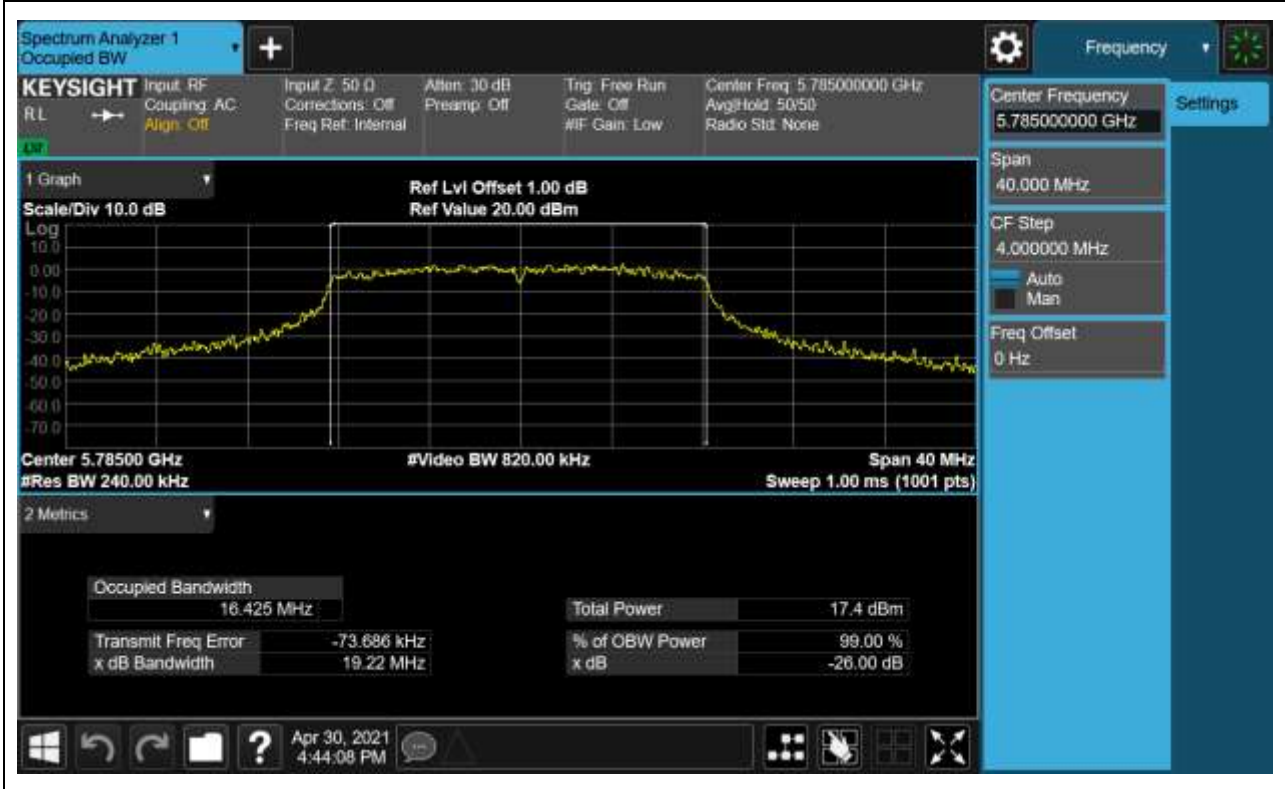 Spectrum Analyzer 1
Occupied BW
+
Frequency
KEYSIGHT
RL
Input: RF
Coupling: AC
Align: Off
Input Z: 50 Ω
Corrections: Off
Freq Ref: Internal
Atten: 30 dB
Preamp: Off
Trig: Free Run
Gate: Off
#IF Gain: Low
Center Freq: 5.785000000 GHz
Avg|Hold: 50/50
Radio Std: None
Center Frequency
5.785000000 GHz
Settings
Span
40.000 MHz
CF Step
4.000000 MHz
Auto
Man
Freq Offset
0 Hz
1 Graph
Scale/Div 10.0 dB
Ref Lvl Offset 1.00 dB
Ref Value 20.00 dBm
Log
10.0
0.00
-10.0
-20.0
-30.0
-40.0
-50.0
-60.0
-70.0
Center 5.78500 GHz
#Video BW 820.00 kHz
Span 40 MHz
#Res BW 240.00 kHz
Sweep 1.00 ms (1001 pts)
2 Metrics
Occupied Bandwidth
16.425 MHz
Total Power 17.4 dBm
Transmit Freq Error -73.686 kHz
% of OBW Power 99.00 %
x dB Bandwidth 19.22 MHz
x dB -26.00 dB
?
Apr 30, 2021
4:44:08 PM